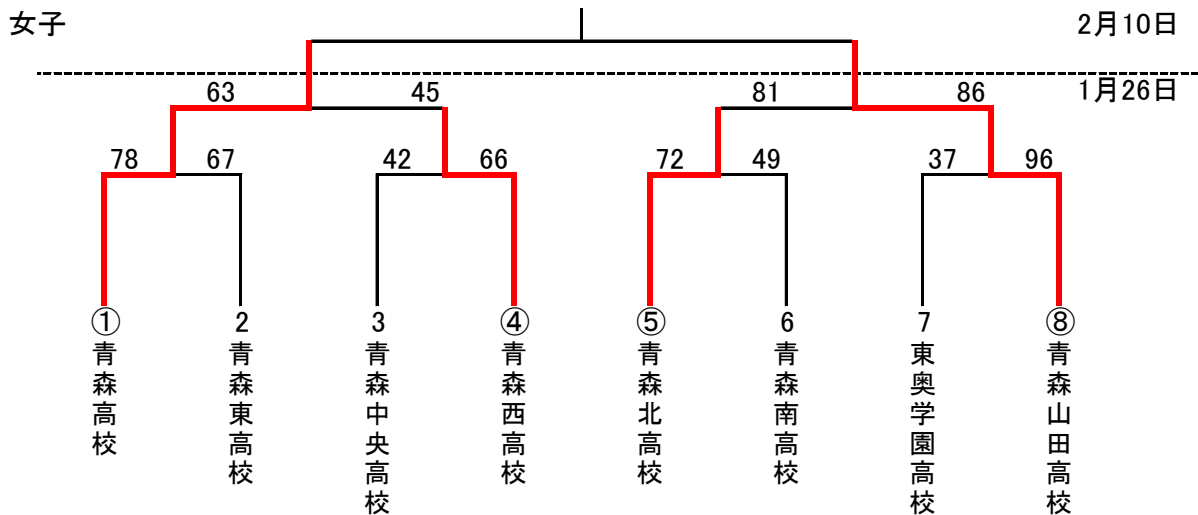 女子
2月10日
1月26日
63
45
81
86
78
67
42
66
72
49
37
96
①
2
3
④
⑤
6
7
⑧
青森高校
青森東高校
青森中央高校
青森西高校
青森北高校
青森南高校
東奥学園高校
青森山田高校